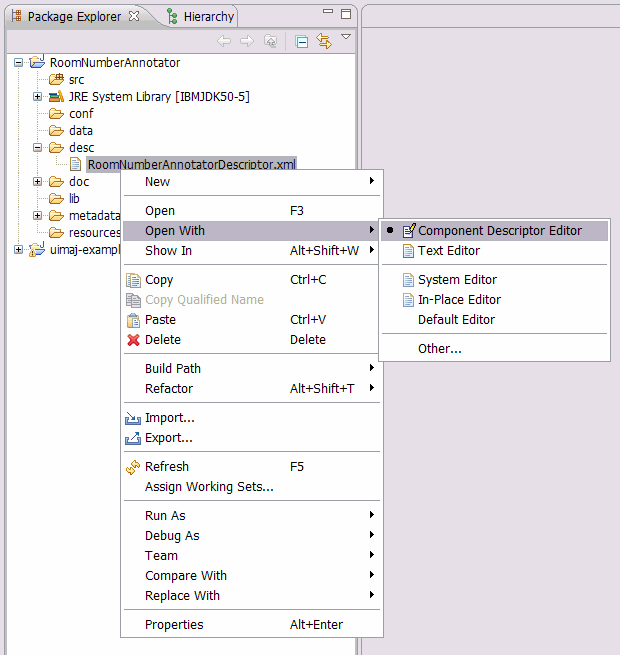 Package Explorer Hierarchy
RoomNumberAnnotator
src
JRE System Library [IBMJDK50-5]
conf
data
desc
RoomNumberAnnotatorDescriptor.xml
doc
lib
metadata
resources
uimaj-exampl
New
Open F3
Open With
Show In Alt+Shift+W
Copy Ctrl+C
Copy Qualified Name
Paste Ctrl+V
Delete Delete
Build Path
Refactor Alt+Shift+T
Import...
Export...
Refresh F5
Assign Working Sets...
Run As
Debug As
Team
Compare With
Replace With
Properties Alt+Enter
Component Descriptor Editor
Text Editor
System Editor
In-Place Editor
Default Editor
Other...